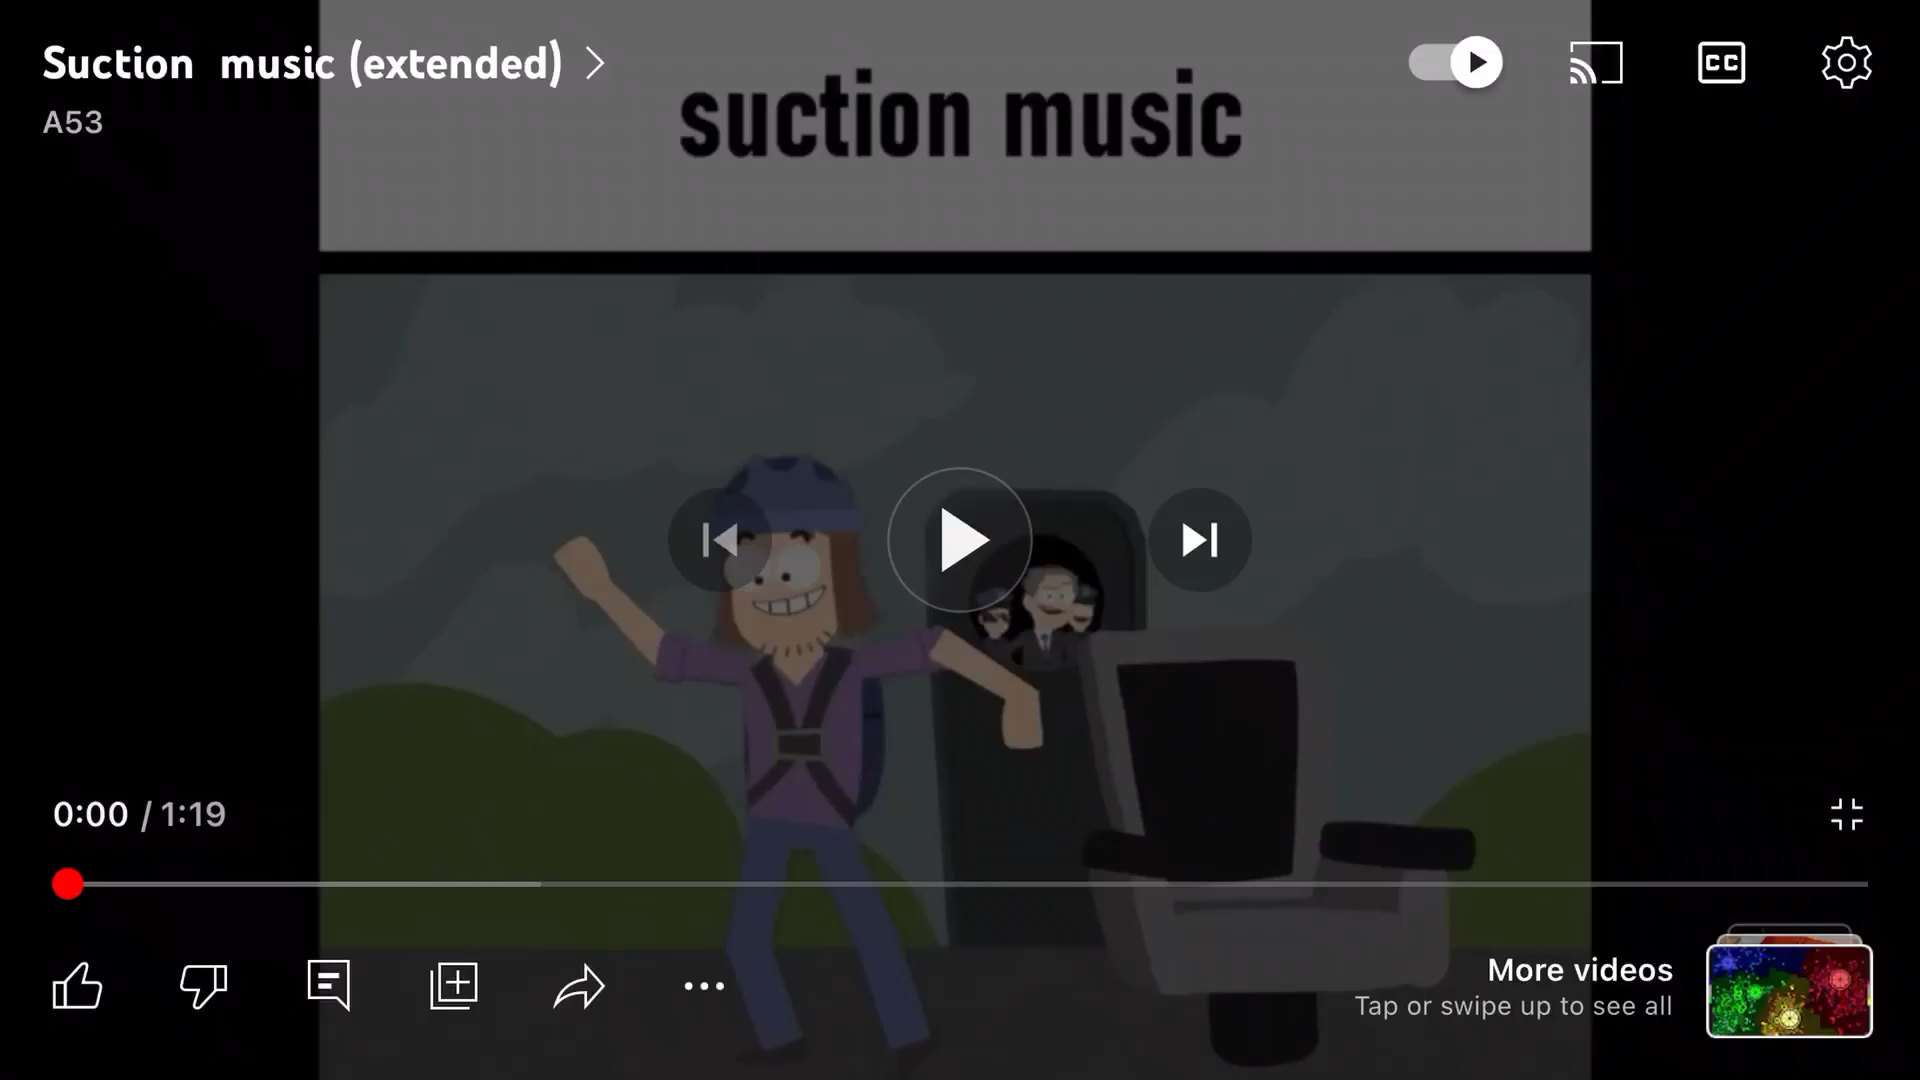 Suction music (extended)
A53
suction music
CC
0:00 / 1:19
More videos
Tap or swipe up to see all